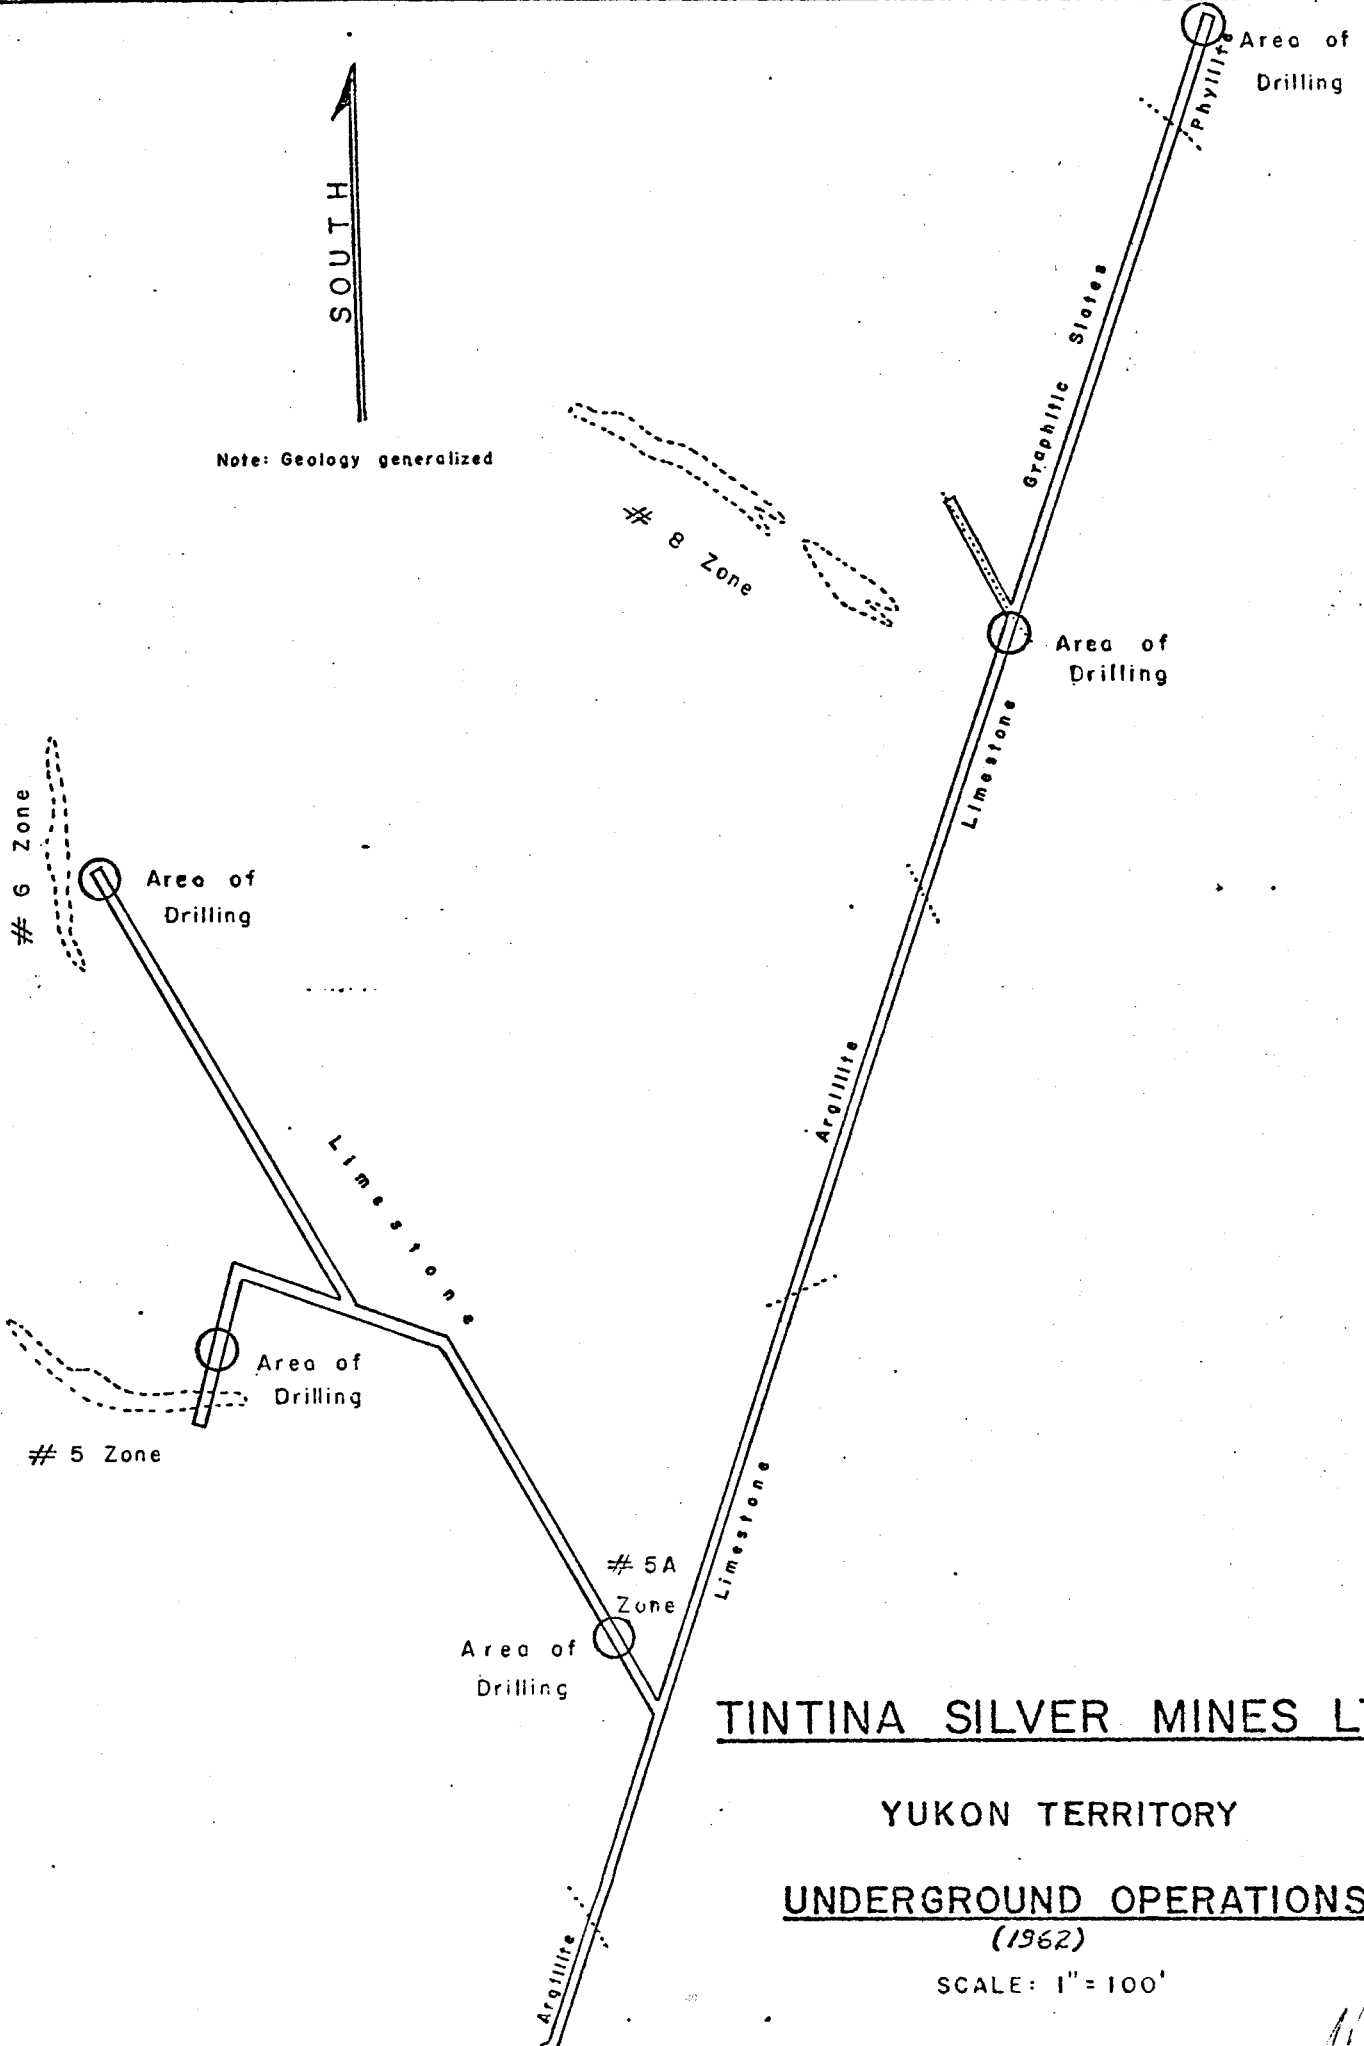 Area of
Drilling
Phyllite
SOUTH
Note: Geology generalized
Graphitic Slates
# 8 Zone
Area of
Drilling
Limestone
# 6 Zone
Area of
Drilling
Argillite
Limestone
Area of
Drilling
# 5 Zone
Limestone
# 5A
Zone
Area of
Drilling
TINTINA SILVER MINES
YUKON TERRITORY
UNDERGROUND OPERATIONS
(1962)
SCALE: 1" = 100'
Argillite